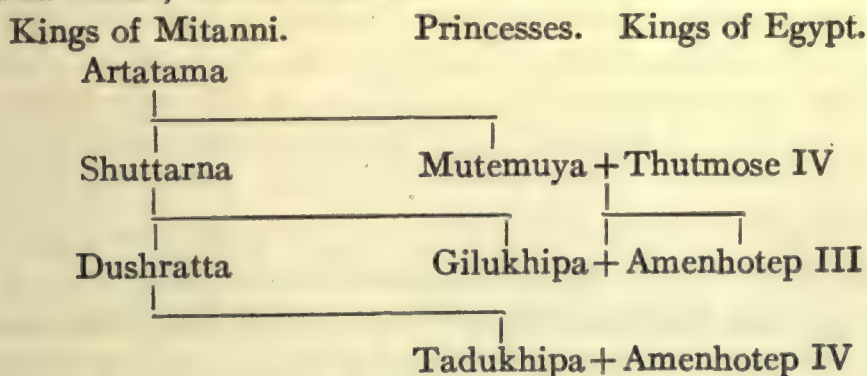 Kings of Mitanni. Princesses. Kings of Egypt.
Artatama
Shuttarna Mutemuya + Thutmose IV
Dushratta Gilukhipa + Amenhotep III
Tadukhipa + Amenhotep IV